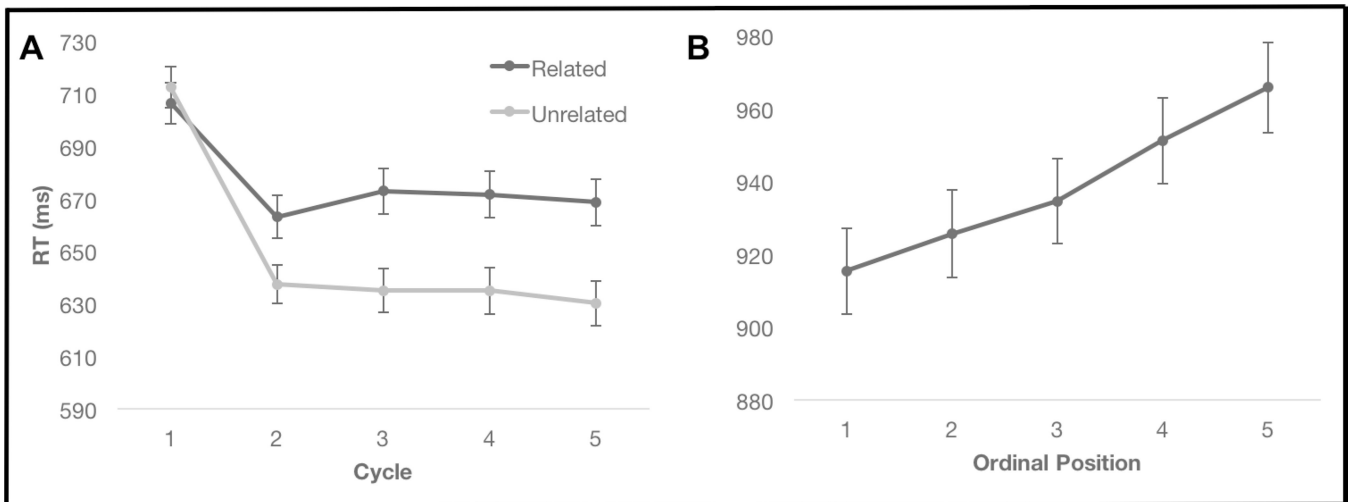 A
730
710
690
670
650
630
610
590
RT (ms)
Related
Unrelated
1 2 3 4 5
Cycle
B
980
960
940
920
900
880
1 2 3 4 5
Ordinal Position